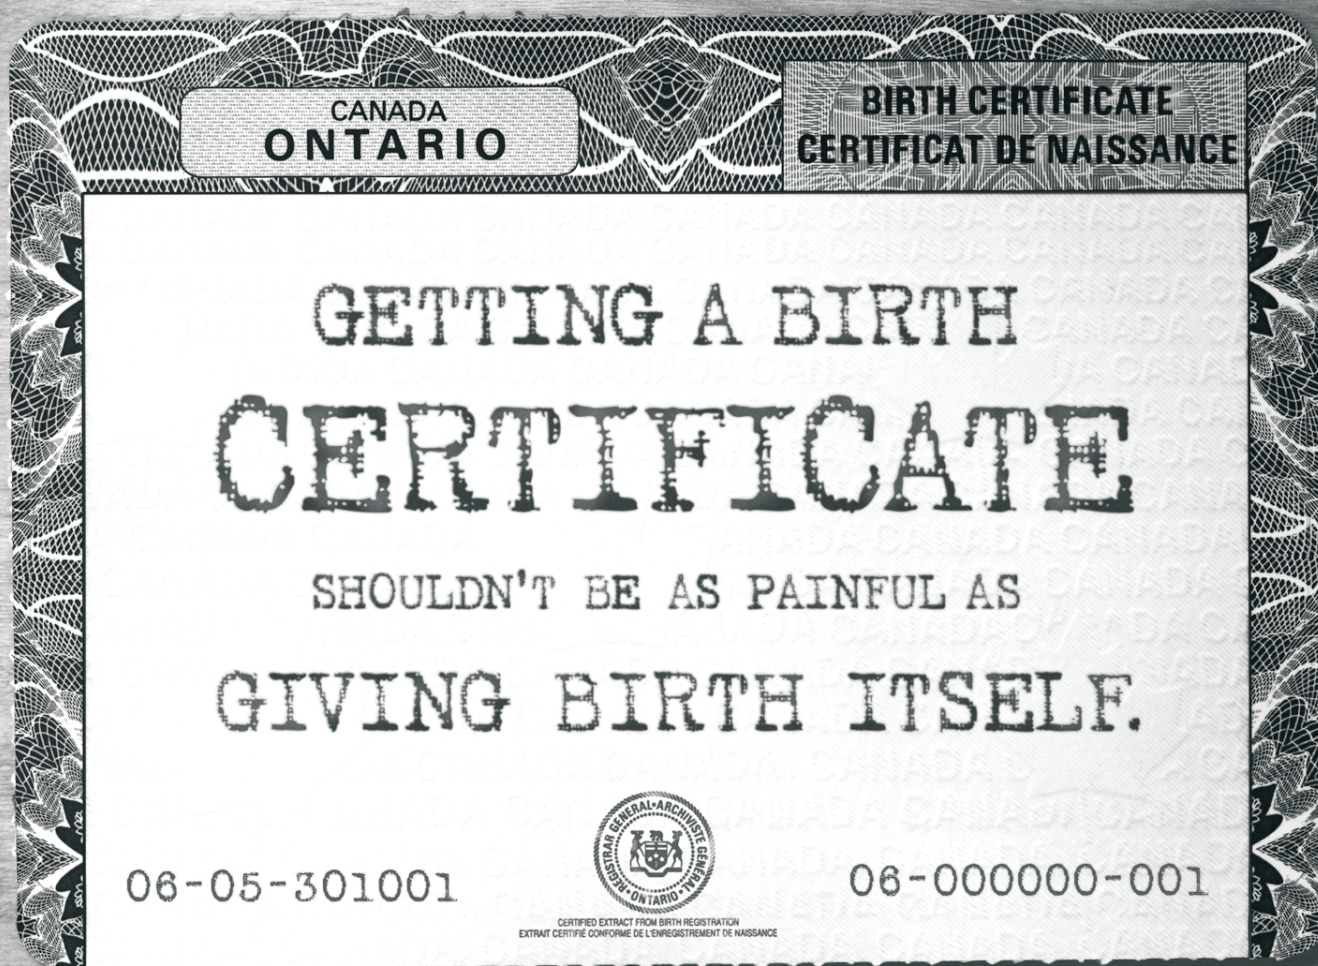 CANADA
ONTARIO
BIRTH CERTIFICATE
CERTIFICAT DE NAISSANCE
GETTING A BIRTH
CERTIFICATE
SHOULDN'T BE AS PAINFUL AS
GIVING BIRTH ITSELF.
06-05-301001
REGISTRAR GENERAL•ARCHIVISTE GENERAL
•ONTARIO•
06-000000-001
CERTIFIED EXTRACT FROM BIRTH REGISTRATION
EXTRAIT CERTIFIÉ CONFORME DE L'ENREGISTREMENT DE NAISSANCE